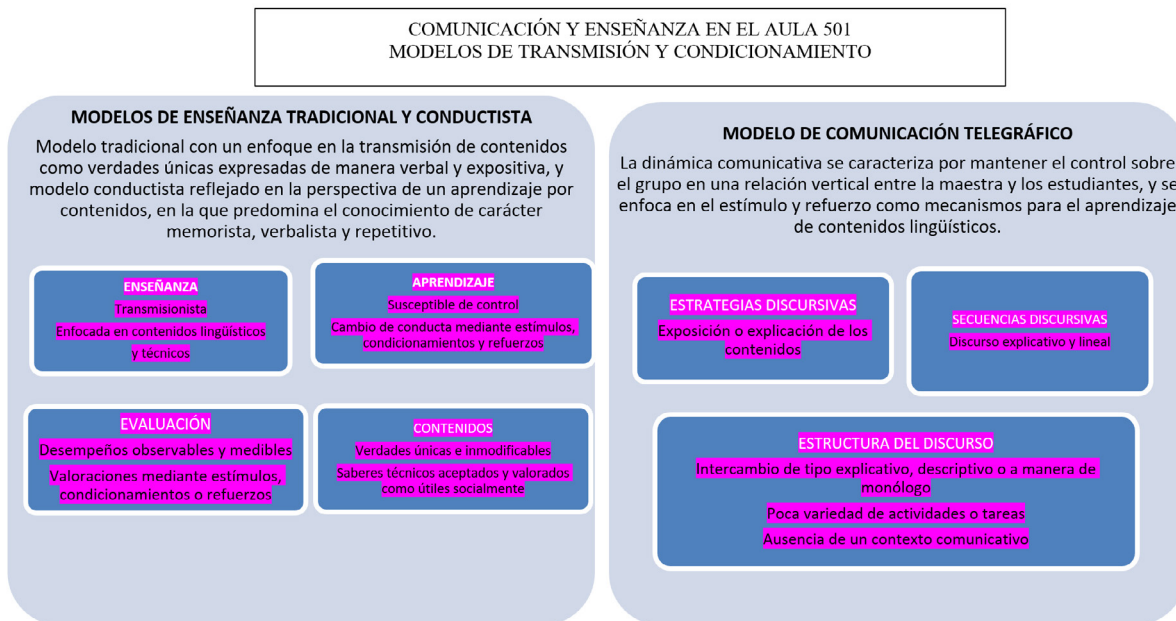 COMUNICACIÓN Y ENSEÑANZA EN EL AULA 501
MODELOS DE TRANSMISIÓN Y CONDICIONAMIENTO
MODELOS DE ENSEÑANZA TRADICIONAL Y CONDUCTISTA
Modelo tradicional con un enfoque en la transmisión de contenidos
como verdades únicas expresadas de manera verbal y expositiva, y
modelo conductista reflejado en la perspectiva de un aprendizaje por
contenidos, en la que predomina el conocimiento de carácter
memorista, verbalista y repetitivo.
ENSEÑANZA
Transmisionista
Enfocada en contenidos lingüísticos
y técnicos
APRENDIZAJE
Susceptible de control
Cambio de conducta mediante estímulos,
condicionamientos y refuerzos
EVALUACIÓN
Desempeños observables y medibles
Valoraciones mediante estímulos,
condicionamientos o refuerzos
CONTENIDOS
Verdades únicas e inmodificables
Saberes técnicos aceptados y valorados
como útiles socialmente
MODELO DE COMUNICACIÓN TELEGRÁFICO
La dinámica comunicativa se caracteriza por mantener el control sobre
el grupo en una relación vertical entre la maestra y los estudiantes, y se
enfoca en el estímulo y refuerzo como mecanismos para el aprendizaje
de contenidos lingüísticos.
ESTRATEGIAS DISCURSIVAS
Exposición o explicación de los
contenidos
SECUENCIAS DISCURSIVAS
Discurso explicativo y lineal
ESTRUCTURA DEL DISCURSO
Intercambio de tipo explicativo, descriptivo o a manera de
monólogo
Poca variedad de actividades o tareas
Ausencia de un contexto comunicativo